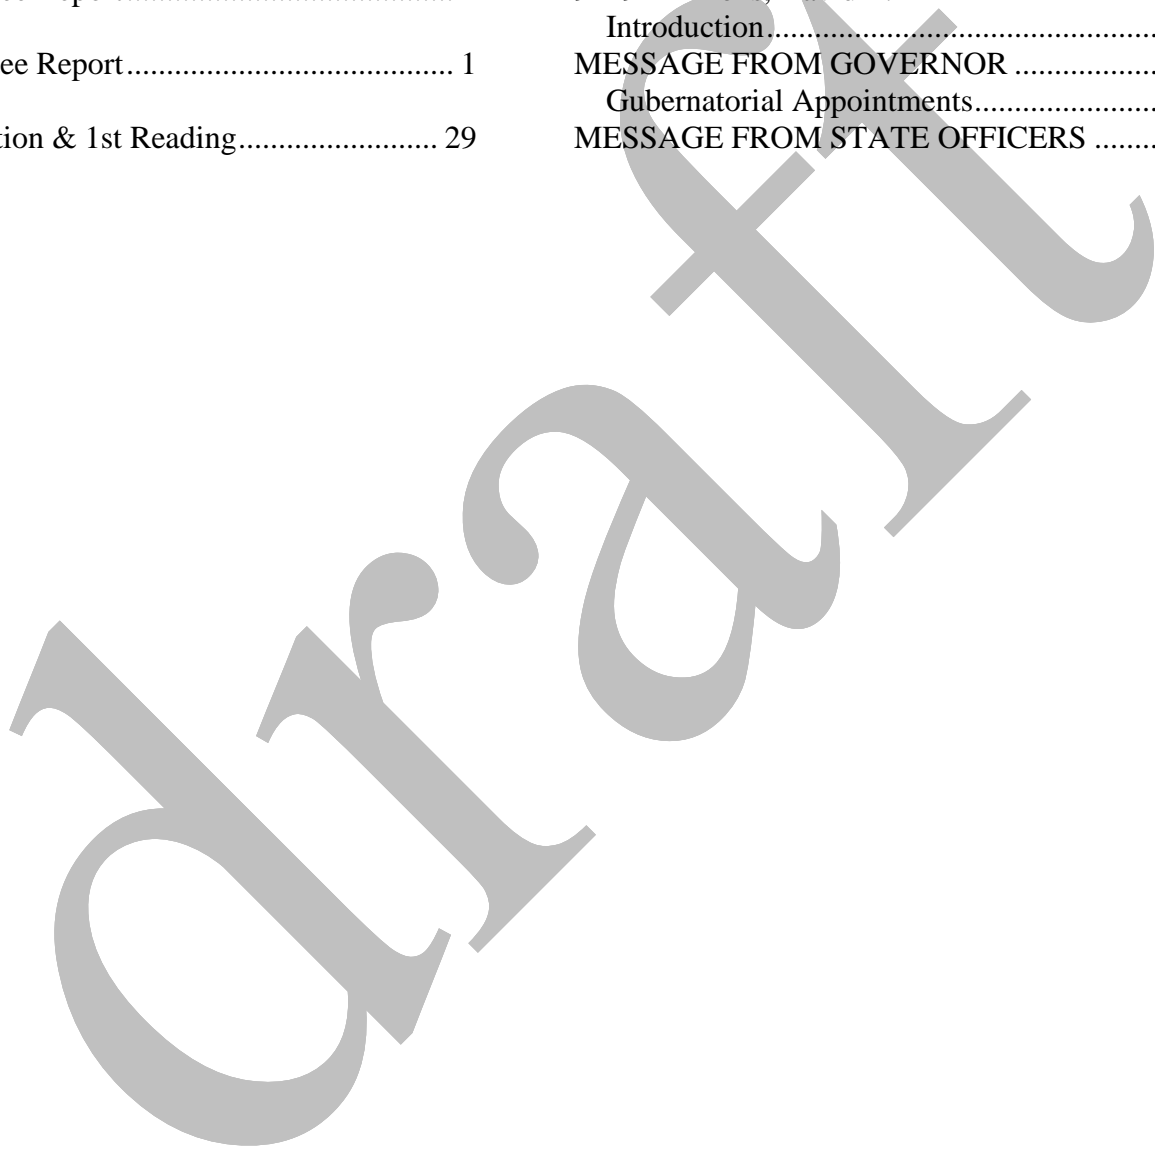 ee Report..................................... 1
tion & 1st Reading........................ 29
Introduction
MESSAGE FROM GOVERNOR
Gubernatorial Appointments
MESSAGE FROM STATE OFFICERS
draft